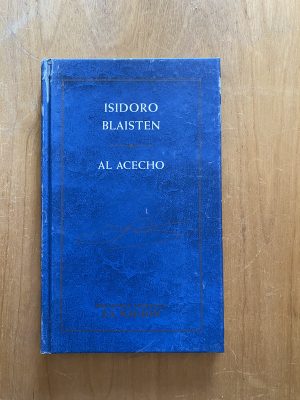 ISIDORO
BLAISTEN
AL ACECHO